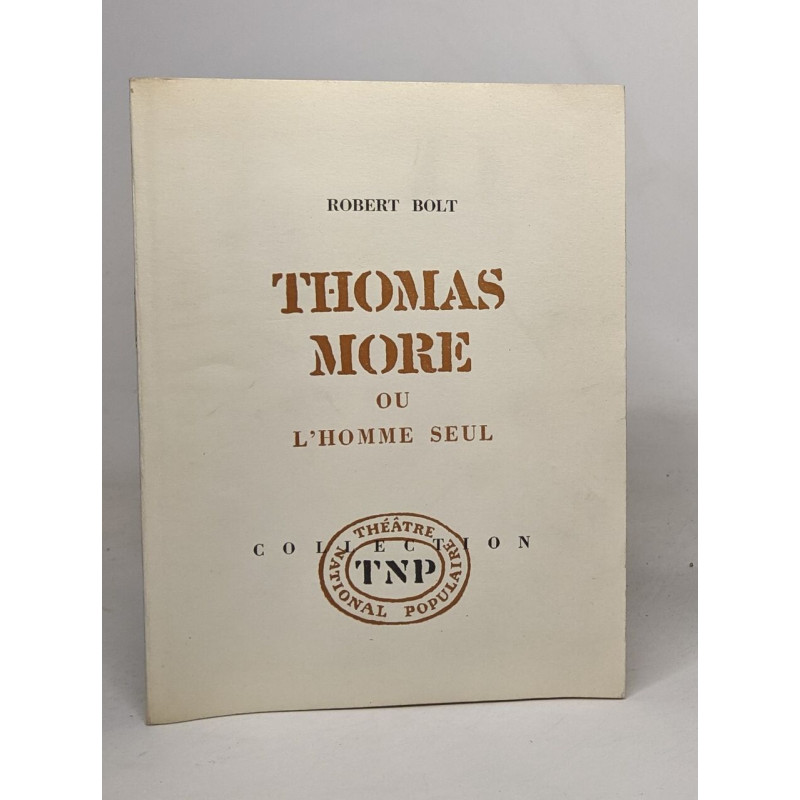 ROBERT BOLT
THOMAS
MORE
OU
L'HOMME SEUL
COLLECTION
THÉÂTRE
NATIONAL POPULAIRE
TNP